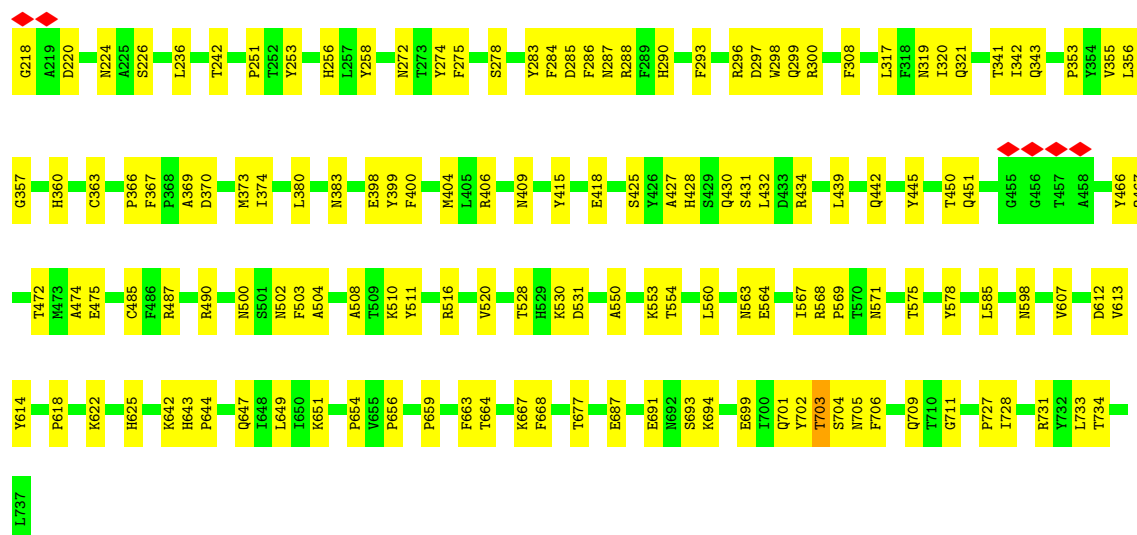 G218 A219 D220 N224 A225 S226 L236 T242 P251 T252 Y253 H256 L257 Y258 N272 T273 Y274 F275 S278 Y283 F284 D285 F286 N287 R288 F289 H290 F293 R296 D297 W298 Q299 R300 F308 L317 F318 N319 I320 Q321 T341 I342 Q343 P353 Y354 V355 L356
G357 H360 C363 P366 F367 P368 A369 D370 M373 I374 L380 N383 E398 Y399 F400 M404 L405 R406 N409 Y415 E418 S425 Y426 A427 H428 S429 Q430 S431 L432 D433 R434 L439 Q442 Y445 T450 Q451 G455 G456 T457 A458 Y466
T472 M473 A474 E475 C485 F486 R487 R490 N500 S501 N502 F503 A504 A508 T509 K510 Y511 R516 V520 T528 H529 K530 D531 A550 K553 T554 L560 N563 E564 I567 R568 P569 T570 N571 T575 Y578 L585 N598 V607 D612 V613
Y614 P618 K622 H625 K642 H643 P644 Q647 I648 L649 I650 K651 P654 V655 P656 P659 F663 T664 K667 F668 T677 E687 E691 N692 S693 K694 E699 I700 Q701 Y702 T703 S704 N705 F706 Q709 T710 G711 P727 I728 R731 Y732 L733 T734
L737